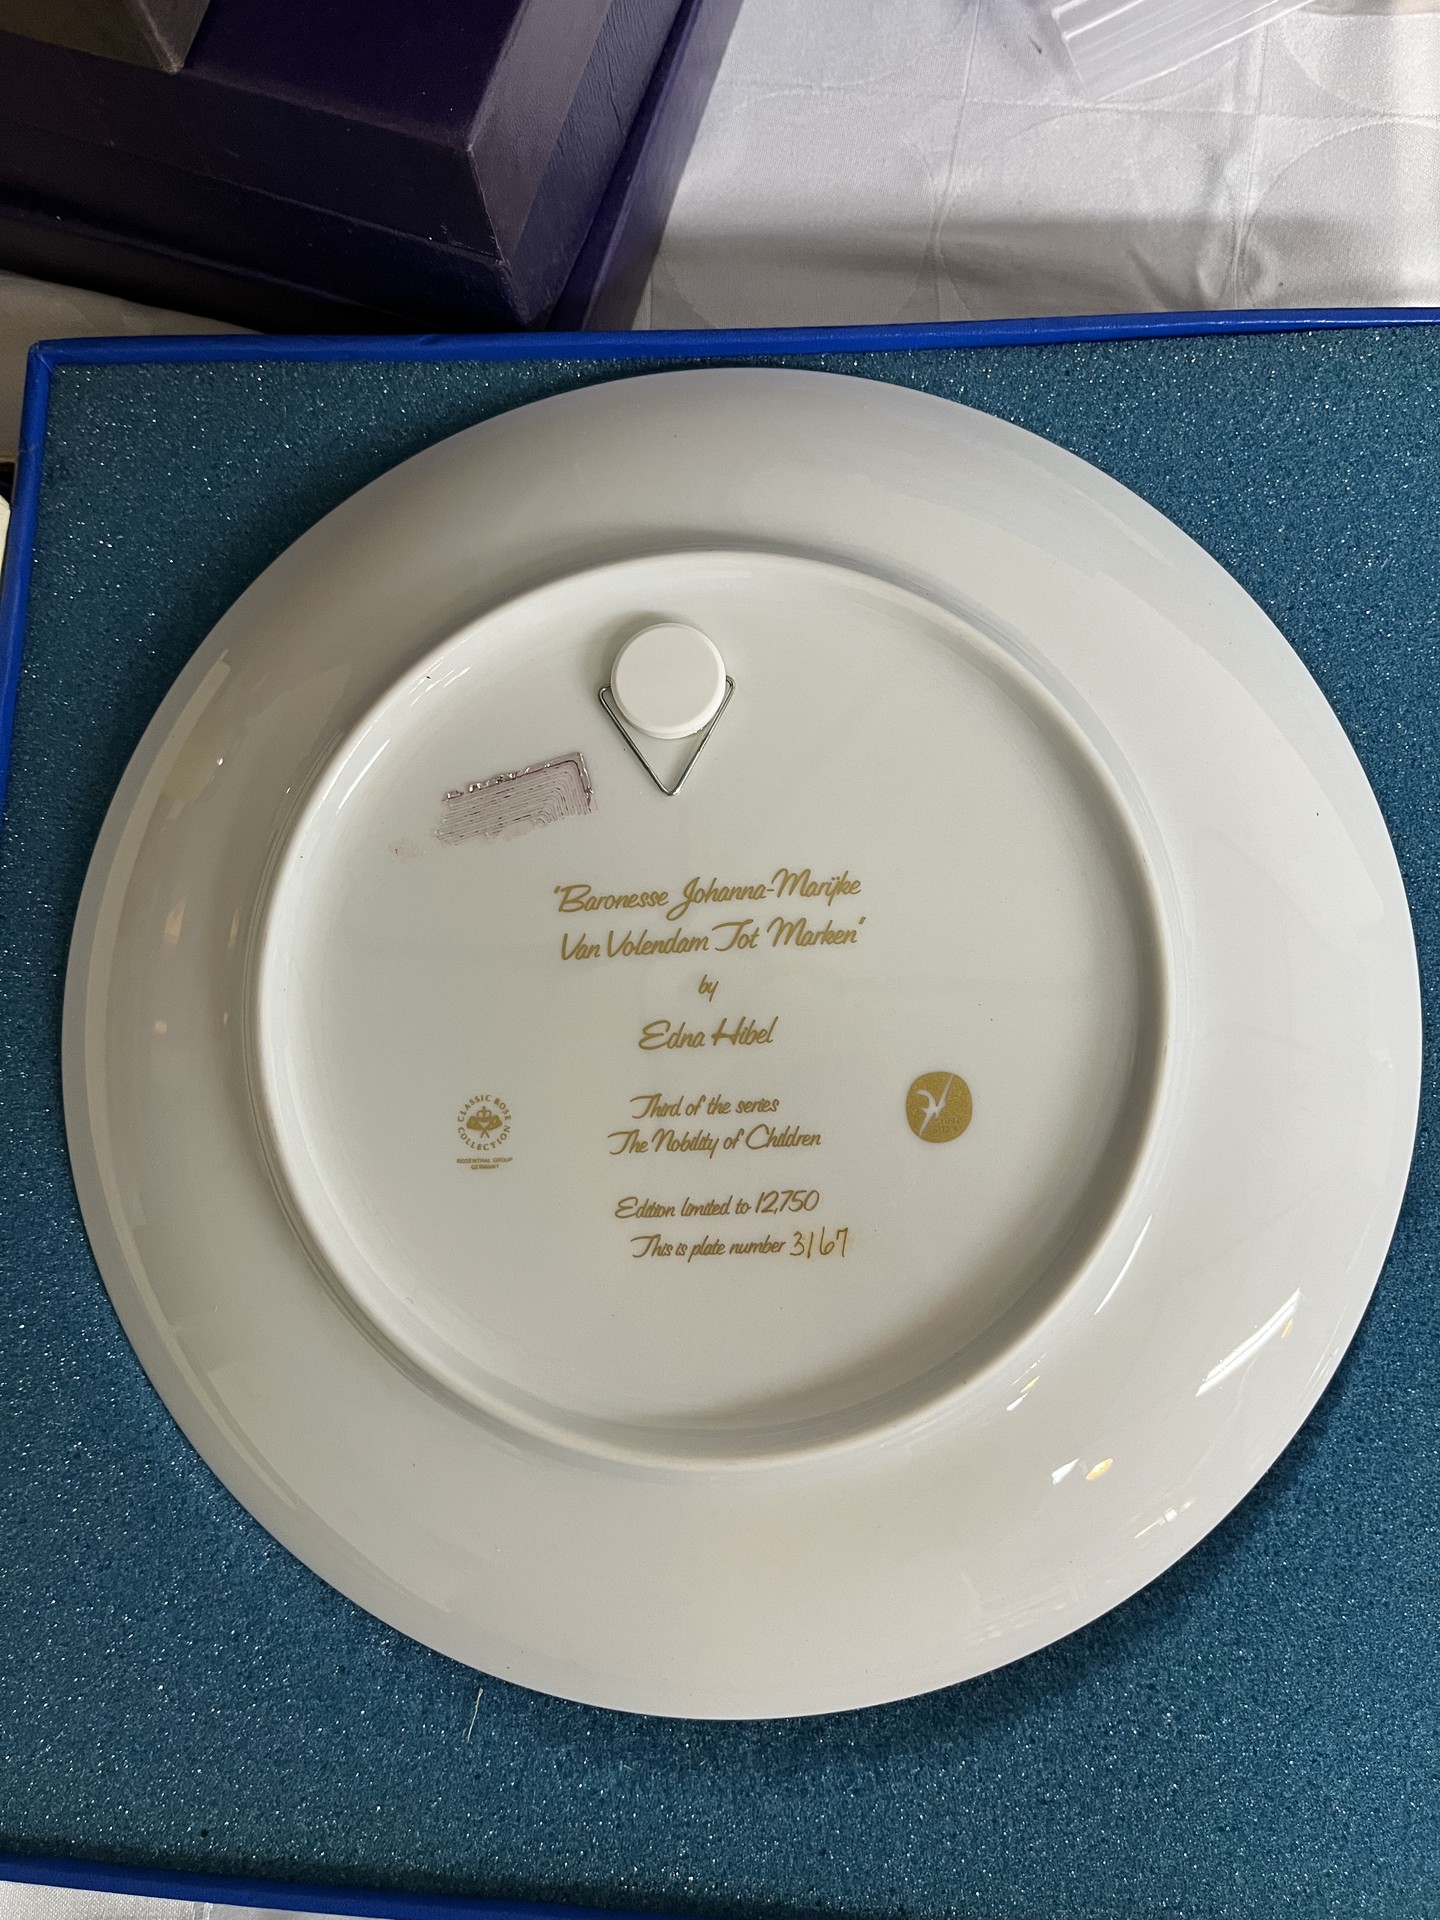 "Baronesse Johanna-Marijke
Van Volendam Tot Marken"
by
Edna Hibel
Third of the series
The Nobility of Children
CLASSIC ROSE
COLLECTION
ROSENTHAL GROUP
GERMANY
Edition limited to 12,750
This is plate number 3167